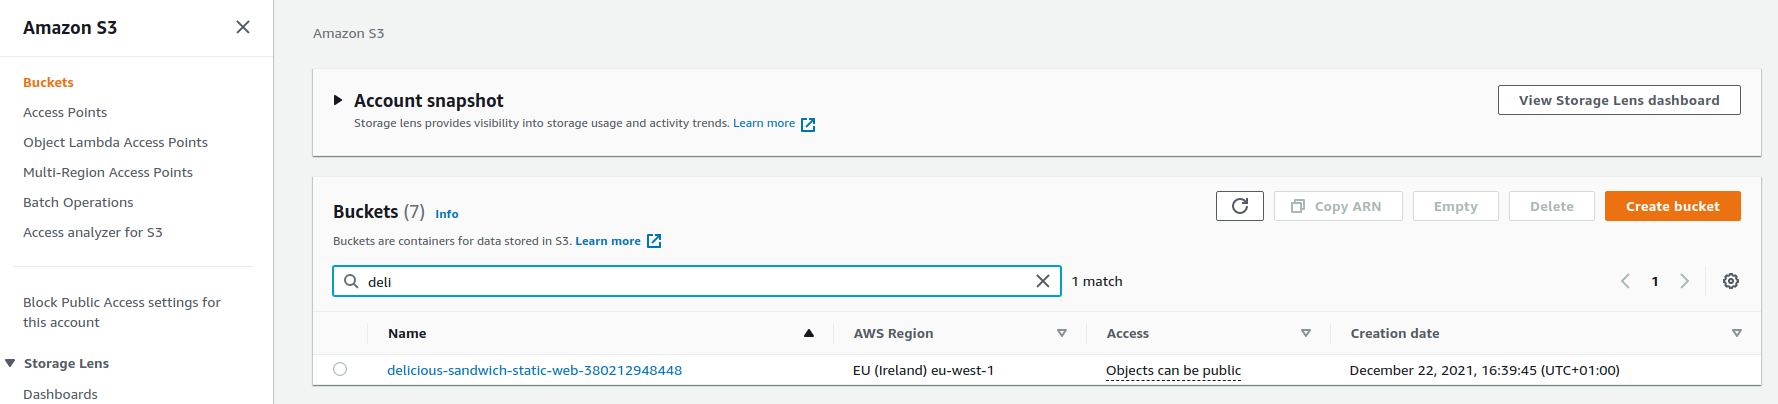 Amazon S3
Buckets
Access Points
Object Lambda Access Points
Multi-Region Access Points
Batch Operations
Access analyzer for S3
Block Public Access settings for
this account
Storage Lens
Dashboards
Amazon S3
Account snapshot
View Storage Lens dashboard
Storage lens provides visibility into storage usage and activity trends. Learn more
Buckets (7) Info
Copy ARN Empty Delete Create bucket
Buckets are containers for data stored in S3. Learn more
deli 1 match 1
Name AWS Region Access Creation date
delicious-sandwich-static-web-380212948448 EU (Ireland) eu-west-1 Objects can be public December 22, 2021, 16:39:45 (UTC+01:00)